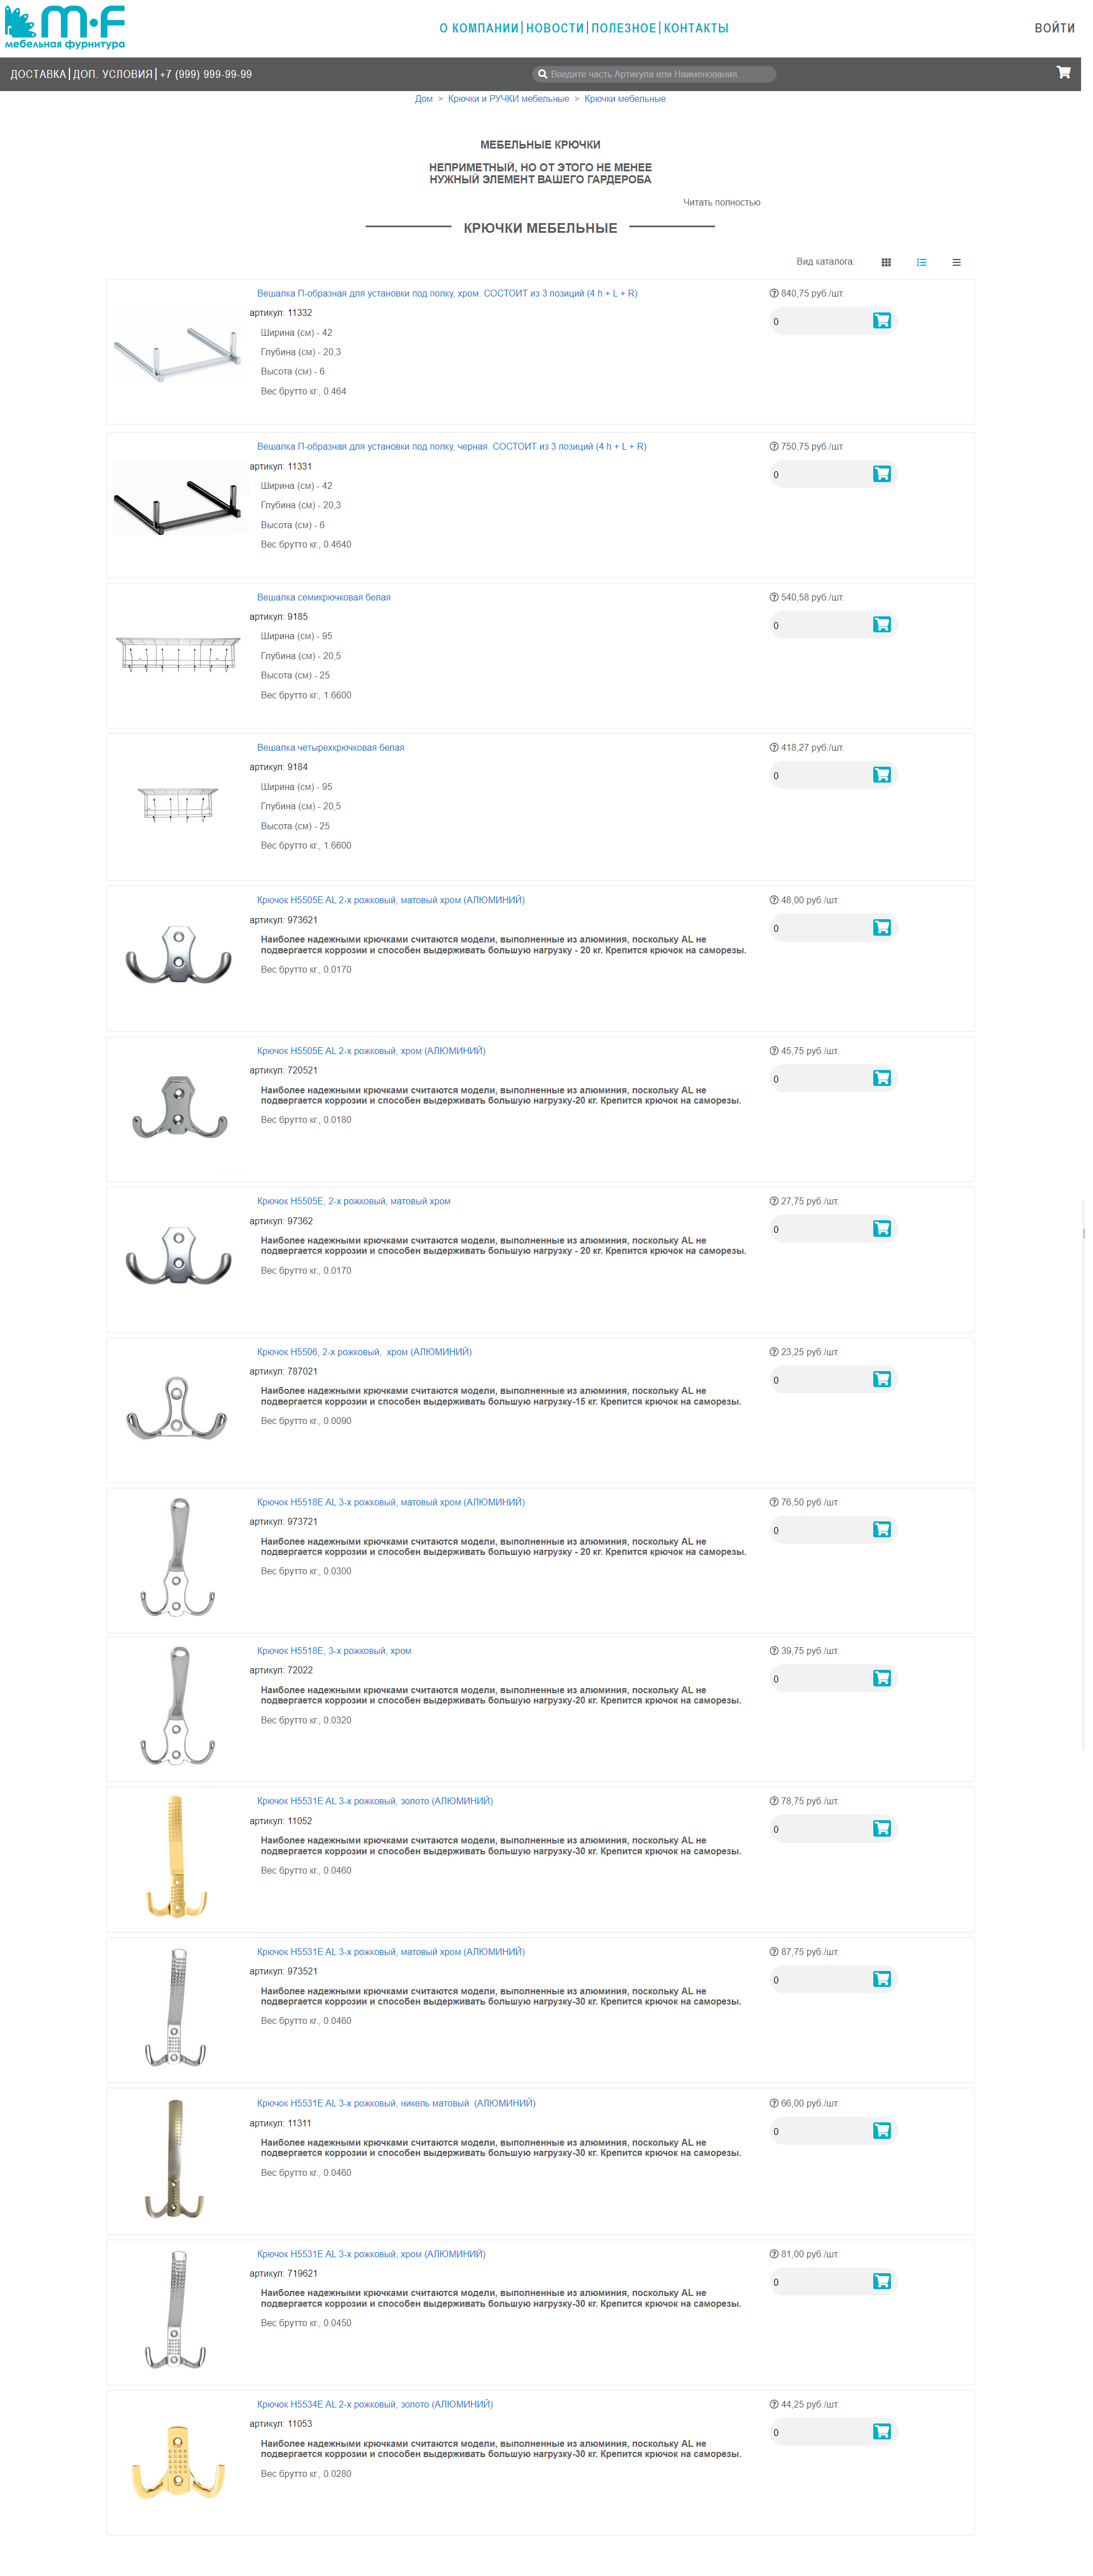 m·F
мебельная фурнитура
О КОМПАНИИ|НОВОСТИ|ПОЛЕЗНОЕ|КОНТАКТЫ
ВОЙТИ
ДОСТАВКА|ДОП. УСЛОВИЯ|+7 (999) 999-99-99
Введите часть Артикула или Наименования...
Дом > Крючки и РУЧКИ мебельные > Крючки мебельные
МЕБЕЛЬНЫЕ КРЮЧКИ
НЕПРИМЕТНЫЙ, НО ОТ ЭТОГО НЕ МЕНЕЕ
НУЖНЫЙ ЭЛЕМЕНТ ВАШЕГО ГАРДЕРОБА
Читать полностью
КРЮЧКИ МЕБЕЛЬНЫЕ
Вид каталога:
Вешалка П-образная для установки под полку, хром. СОСТОИТ из 3 позиций (4 h + L + R)
840,75 руб./шт.
артикул: 11332
0
Ширина (см) - 42
Глубина (см) - 20,3
Высота (см) - 6
Вес брутто кг., 0.464
Вешалка П-образная для установки под полку, черная. СОСТОИТ из 3 позиций (4 h + L + R)
750,75 руб./шт.
артикул: 11331
0
Ширина (см) - 42
Глубина (см) - 20,3
Высота (см) - 6
Вес брутто кг., 0.4640
Вешалка семикрючковая белая
540,58 руб./шт.
артикул: 9185
0
Ширина (см) - 95
Глубина (см) - 20,5
Высота (см) - 25
Вес брутто кг., 1.6600
Вешалка четырехкрючковая белая
418,27 руб./шт.
артикул: 9184
0
Ширина (см) - 95
Глубина (см) - 20,5
Высота (см) - 25
Вес брутто кг., 1.6600
Крючок H5505E AL 2-х рожковый, матовый хром (АЛЮМИНИЙ)
48,00 руб./шт.
артикул: 973621
0
Наиболее надежными крючками считаются модели, выполненные из алюминия, поскольку AL не
подвергается коррозии и способен выдерживать большую нагрузку - 20 кг. Крепится крючок на саморезы.
Вес брутто кг., 0.0170
Крючок H5505E AL 2-х рожковый, хром (АЛЮМИНИЙ)
45,75 руб./шт.
артикул: 720521
0
Наиболее надежными крючками считаются модели, выполненные из алюминия, поскольку AL не
подвергается коррозии и способен выдерживать большую нагрузку-20 кг. Крепится крючок на саморезы.
Вес брутто кг., 0.0180
Крючок H5505E, 2-х рожковый, матовый хром
27,75 руб./шт.
артикул: 97362
0
Наиболее надежными крючками считаются модели, выполненные из алюминия, поскольку AL не
подвергается коррозии и способен выдерживать большую нагрузку - 20 кг. Крепится крючок на саморезы.
Вес брутто кг., 0.0170
Крючок H5506, 2-х рожковый,  хром (АЛЮМИНИЙ)
23,25 руб./шт.
артикул: 787021
0
Наиболее надежными крючками считаются модели, выполненные из алюминия, поскольку AL не
подвергается коррозии и способен выдерживать большую нагрузку-15 кг. Крепится крючок на саморезы.
Вес брутто кг., 0.0090
Крючок H5518E AL 3-х рожковый, матовый хром (АЛЮМИНИЙ)
76,50 руб./шт.
артикул: 973721
0
Наиболее надежными крючками считаются модели, выполненные из алюминия, поскольку AL не
подвергается коррозии и способен выдерживать большую нагрузку - 20 кг. Крепится крючок на саморезы.
Вес брутто кг., 0.0300
Крючок H5518E, 3-х рожковый, хром
39,75 руб./шт.
артикул: 72022
0
Наиболее надежными крючками считаются модели, выполненные из алюминия, поскольку AL не
подвергается коррозии и способен выдерживать большую нагрузку-20 кг. Крепится крючок на саморезы.
Вес брутто кг., 0.0320
Крючок H5531E AL 3-х рожковый, золото (АЛЮМИНИЙ)
78,75 руб./шт.
артикул: 11052
0
Наиболее надежными крючками считаются модели, выполненные из алюминия, поскольку AL не
подвергается коррозии и способен выдерживать большую нагрузку-30 кг. Крепится крючок на саморезы.
Вес брутто кг., 0.0460
Крючок H5531E AL 3-х рожковый, матовый хром (АЛЮМИНИЙ)
87,75 руб./шт.
артикул: 973521
0
Наиболее надежными крючками считаются модели, выполненные из алюминия, поскольку AL не
подвергается коррозии и способен выдерживать большую нагрузку-30 кг. Крепится крючок на саморезы.
Вес брутто кг., 0.0460
Крючок H5531E AL 3-х рожковый, никель матовый  (АЛЮМИНИЙ)
66,00 руб./шт.
артикул: 11311
0
Наиболее надежными крючками считаются модели, выполненные из алюминия, поскольку AL не
подвергается коррозии и способен выдерживать большую нагрузку-30 кг. Крепится крючок на саморезы.
Вес брутто кг., 0.0460
Крючок H5531E AL 3-х рожковый, хром (АЛЮМИНИЙ)
81,00 руб./шт.
артикул: 719621
0
Наиболее надежными крючками считаются модели, выполненные из алюминия, поскольку AL не
подвергается коррозии и способен выдерживать большую нагрузку-30 кг. Крепится крючок на саморезы.
Вес брутто кг., 0.0450
Крючок H5534E AL 2-х рожковый, золото (АЛЮМИНИЙ)
44,25 руб./шт.
артикул: 11053
0
Наиболее надежными крючками считаются модели, выполненные из алюминия, поскольку AL не
подвергается коррозии и способен выдерживать большую нагрузку-30 кг. Крепится крючок на саморезы.
Вес брутто кг., 0.0280